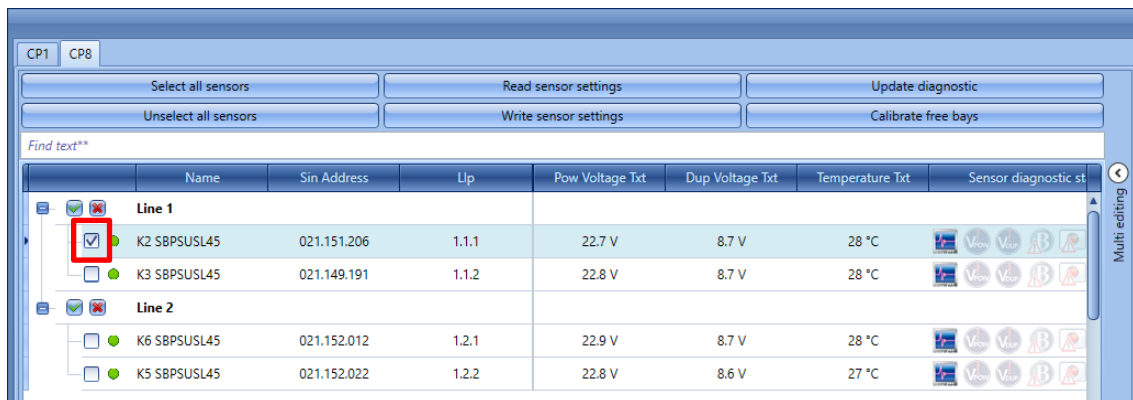 CP1 CP8
Select all sensors Read sensor settings Update diagnostic
Unselect all sensors Write sensor settings Calibrate free bays
Find text**
Name Sin Address Llp Pow Voltage Txt Dup Voltage Txt Temperature Txt Sensor diagnostic st
Multi editing
Line 1
K2 SBPSUSL45 021.151.206 1.1.1 22.7 V 8.7 V 28 °C
K3 SBPSUSL45 021.149.191 1.1.2 22.8 V 8.7 V 28 °C
Line 2
K6 SBPSUSL45 021.152.012 1.2.1 22.9 V 8.7 V 28 °C
K5 SBPSUSL45 021.152.022 1.2.2 22.8 V 8.6 V 27 °C